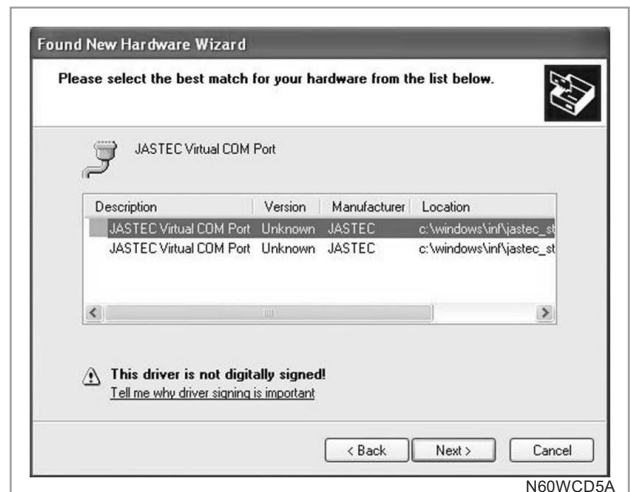 Found New Hardware Wizard
Please select the best match for your hardware from the list below.
JASTEC Virtual COM Port
Description Version Manufacturer Location
JASTEC Virtual COM Port Unknown JASTEC c:\windows\inf\jastec_st
JASTEC Virtual COM Port Unknown JASTEC c:\windows\inf\jastec_st
This driver is not digitally signed!
Tell me why driver signing is important
< Back Next > Cancel
N60WCD5A